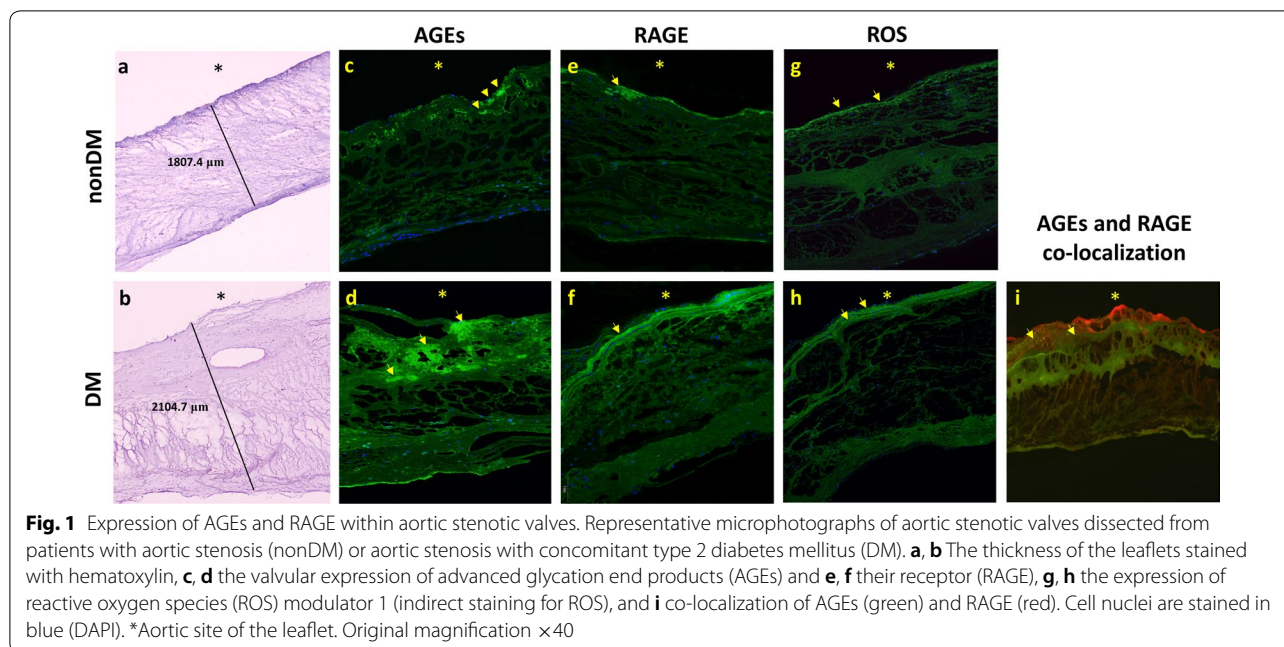 AGEs RAGE ROS
a * c * e * g *
nonDM
1807.4 µm
AGEs and RAGE
co-localization
b * d * f * h * i *
DM
2104.7 µm
Fig. 1 Expression of AGEs and RAGE within aortic stenotic valves. Representative microphotographs of aortic stenotic valves dissected from
patients with aortic stenosis (nonDM) or aortic stenosis with concomitant type 2 diabetes mellitus (DM). a, b The thickness of the leaflets stained
with hematoxylin, c, d the valvular expression of advanced glycation end products (AGEs) and e, f their receptor (RAGE), g, h the expression of
reactive oxygen species (ROS) modulator 1 (indirect staining for ROS), and i co-localization of AGEs (green) and RAGE (red). Cell nuclei are stained in
blue (DAPI). *Aortic site of the leaflet. Original magnification ×40